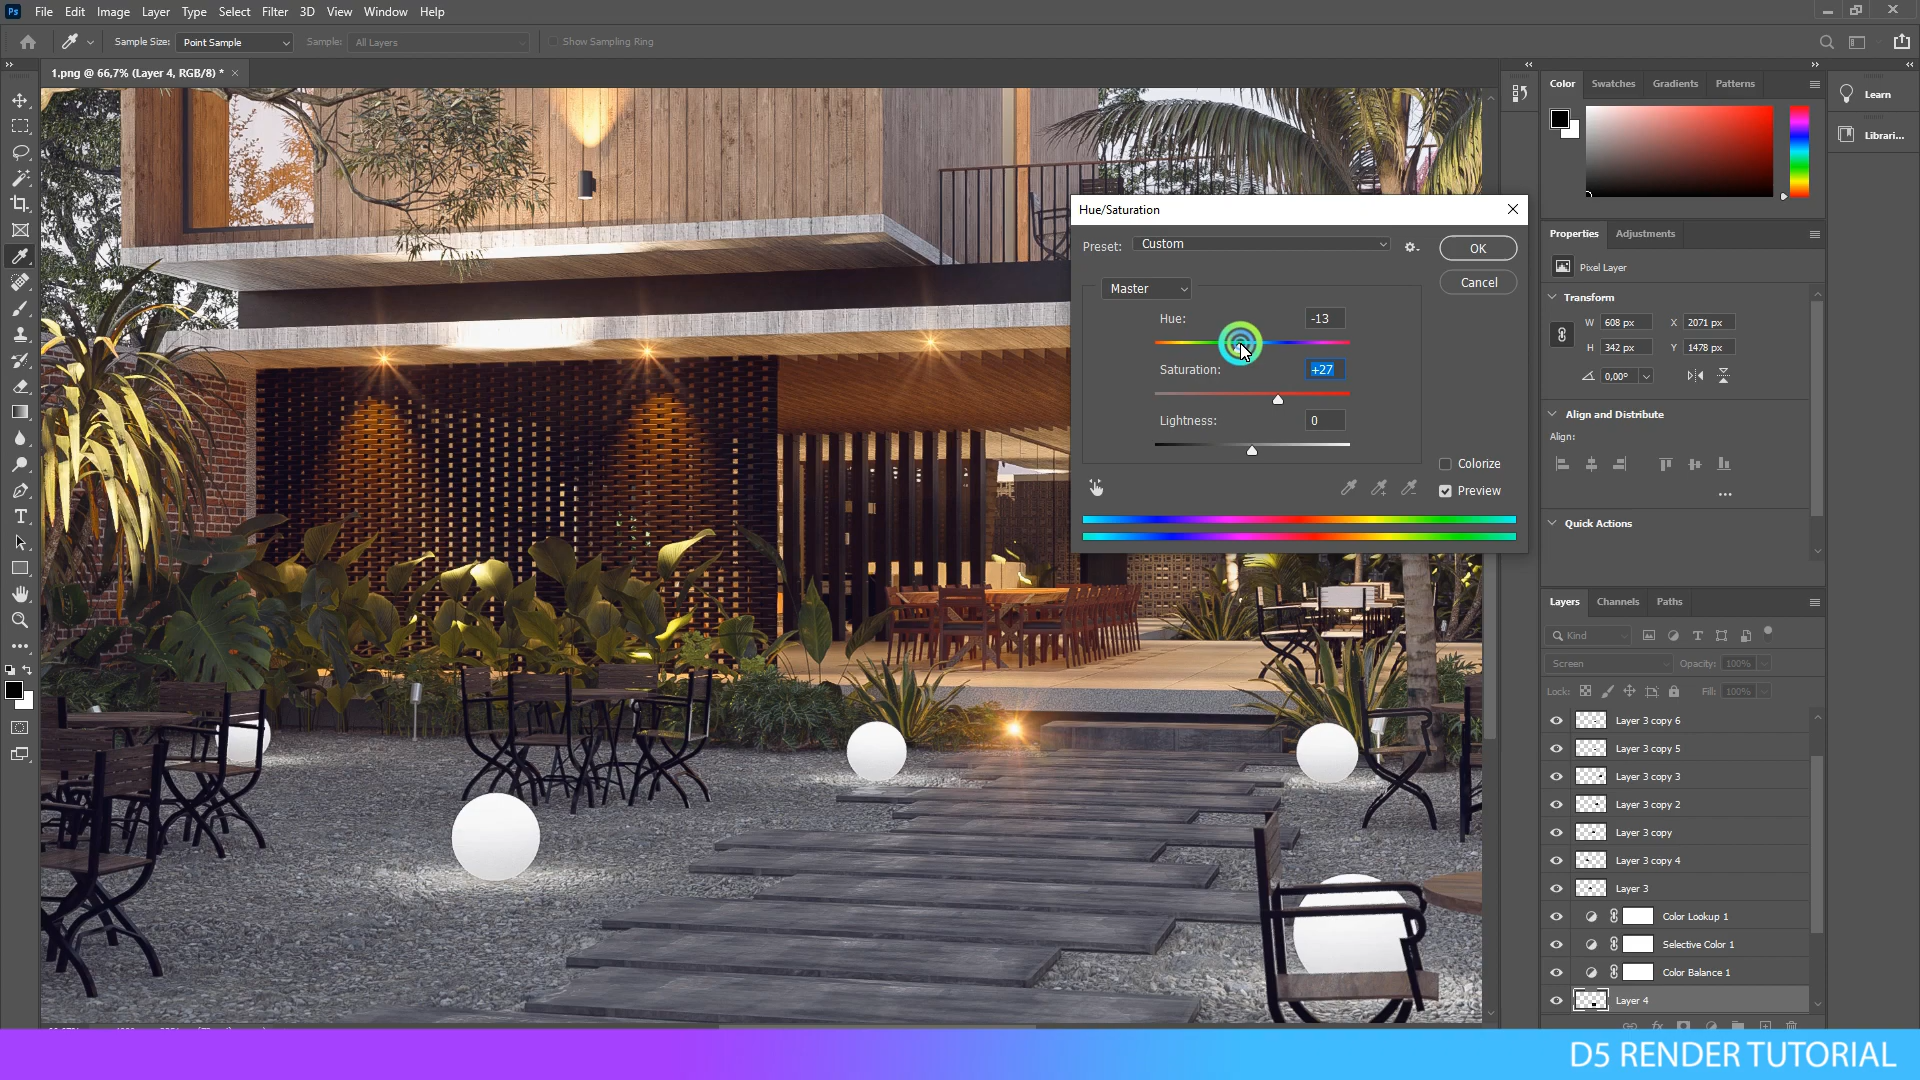 Ps File Edit Image Layer Type Select Filter 3D View Window Help
Sample Size: Point Sample Sample: All Layers Show Sampling Ring
1.png @ 66,7% (Layer 4, RGB/8) *
Color Swatches Gradients Patterns
Learn
Librari...
Hue/Saturation
Preset: Custom
OK
Cancel
Master
Hue: -13
Saturation: +27
Lightness: 0
Colorize
Preview
Properties Adjustments
Pixel Layer
Transform
W 608 px X 2071 px
H 342 px Y 1478 px
0,00°
Align and Distribute
Align:
Quick Actions
Layers Channels Paths
Kind
Screen Opacity: 100%
Lock: Fill: 100%
Layer 3 copy 6
Layer 3 copy 5
Layer 3 copy 3
Layer 3 copy 2
Layer 3 copy
Layer 3 copy 4
Layer 3
Color Lookup 1
Selective Color 1
Color Balance 1
Layer 4
D5 RENDER TUTORIAL